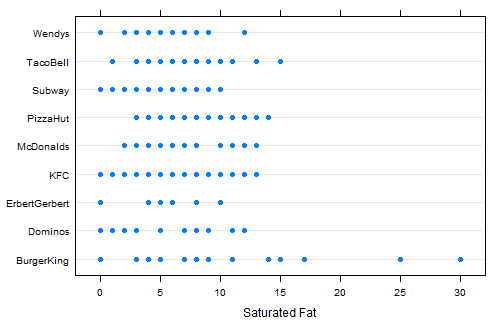 Wendys
TacoBell
Subway
PizzaHut
McDonalds
KFC
ErbertGerbert
Dominos
BurgerKing
0 5 10 15 20 25 30
Saturated Fat